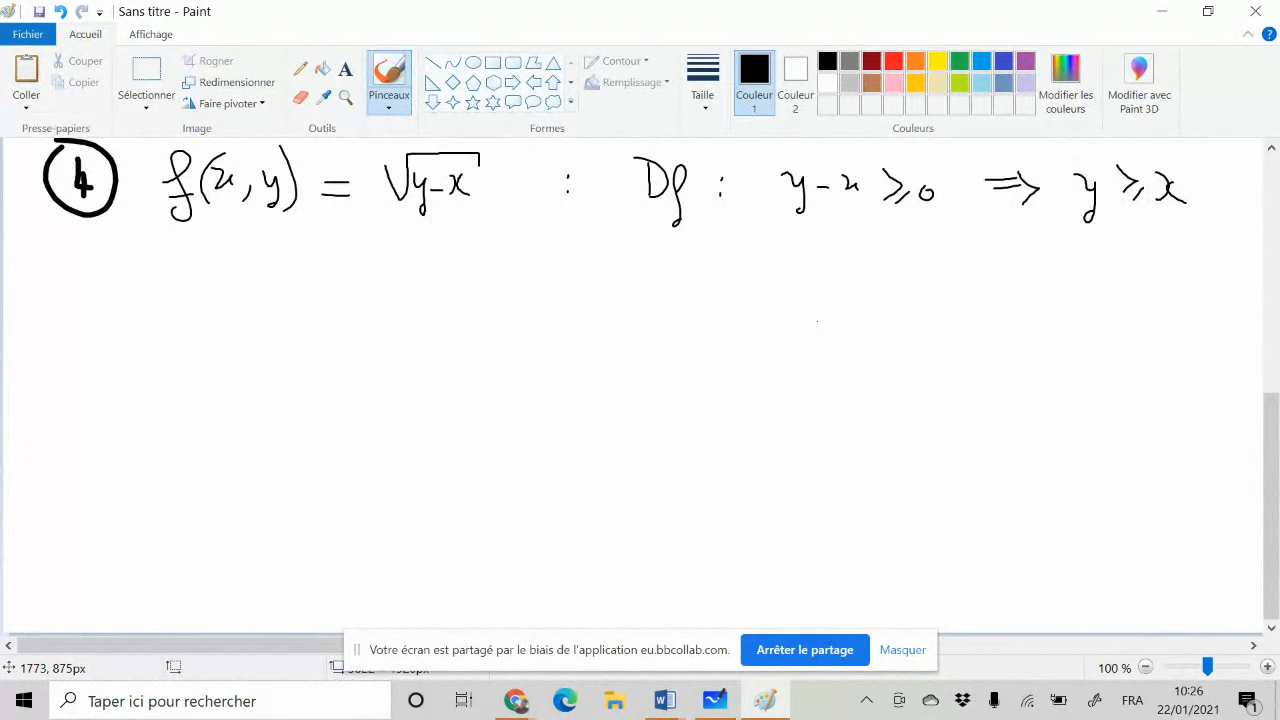 Sans titre - Paint
Fichier Accueil Affichage
Coller Couper Copier Presse-papiers
Sélectionner Rogner Redimensionner Faire pivoter Image
Outils
Pinceaux
Contour Remplissage Formes
Taille
Couleur 1 Couleur 2 Modifier les couleurs Couleurs
Modifier avec Paint 3D
④ f(x, y) = √y-x : Df : y - x ⩾ 0 ⟹ y ⩾ x
Votre écran est partagé par le biais de l'application eu.bbcollab.com. Arrêter le partage Masquer
1773, 875px 100 %
Taper ici pour rechercher FRA 10:26
22/01/2021